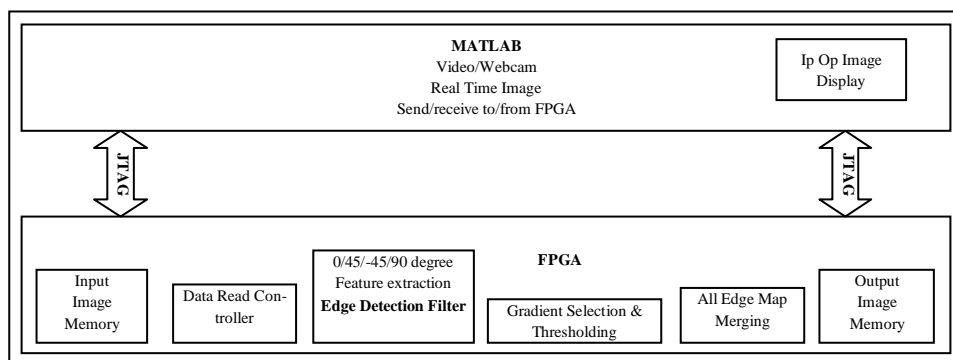 MATLAB
Video/Webcam
Real Time Image
Send/receive to/from FPGA
Ip Op Image
Display
JTAG
JTAG
FPGA
Input
Image
Memory
Data Read Con-
troller
0/45/-45/90 degree
Feature extraction
Edge Detection Filter
Gradient Selection &
Thresholding
All Edge Map
Merging
Output
Image
Memory